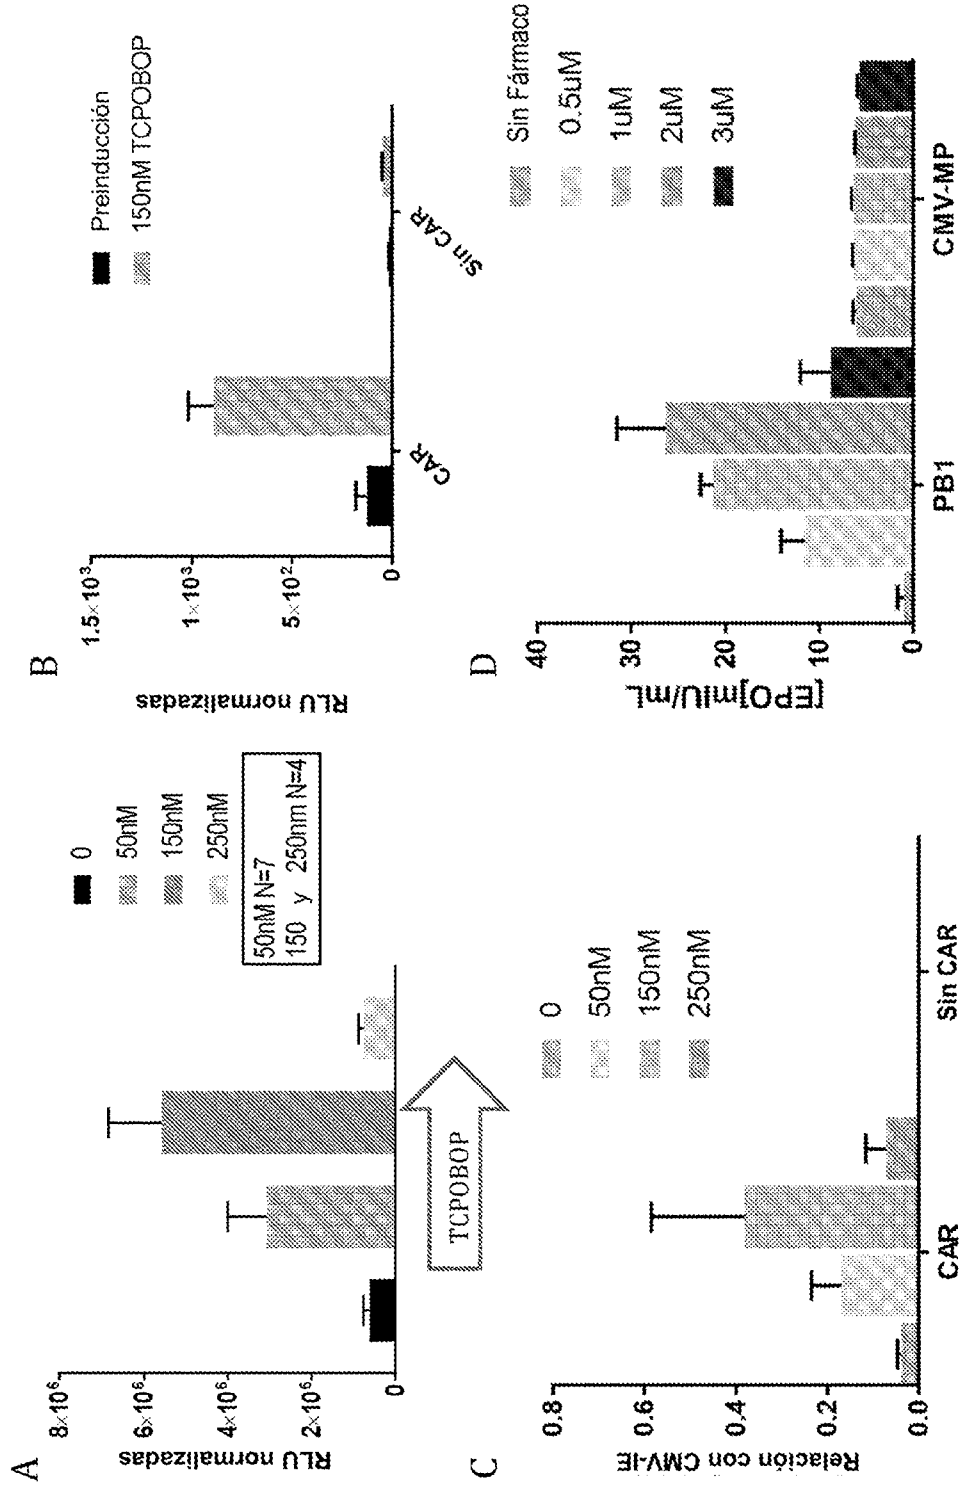 A
RLU normalizadas
8×10⁶
6×10⁶
4×10⁶
2×10⁶
0
0
50nM
150nM
250nM
50nM N=7
150 y 250nm N=4
TCPOBOP
B
RLU normalizadas
1.5×10³
1×10³
5×10²
0
Preinducción
150nM TCPOBOP
CAR
Sin CAR
C
Relación con CMV-IE
0.8
0.6
0.4
0.2
0.0
0
50nM
150nM
250nM
CAR
Sin CAR
D
[EPO]mIU/mL
40
30
20
10
0
Sin Fármaco
0.5uM
1uM
2uM
3uM
PB1
CMV-MP